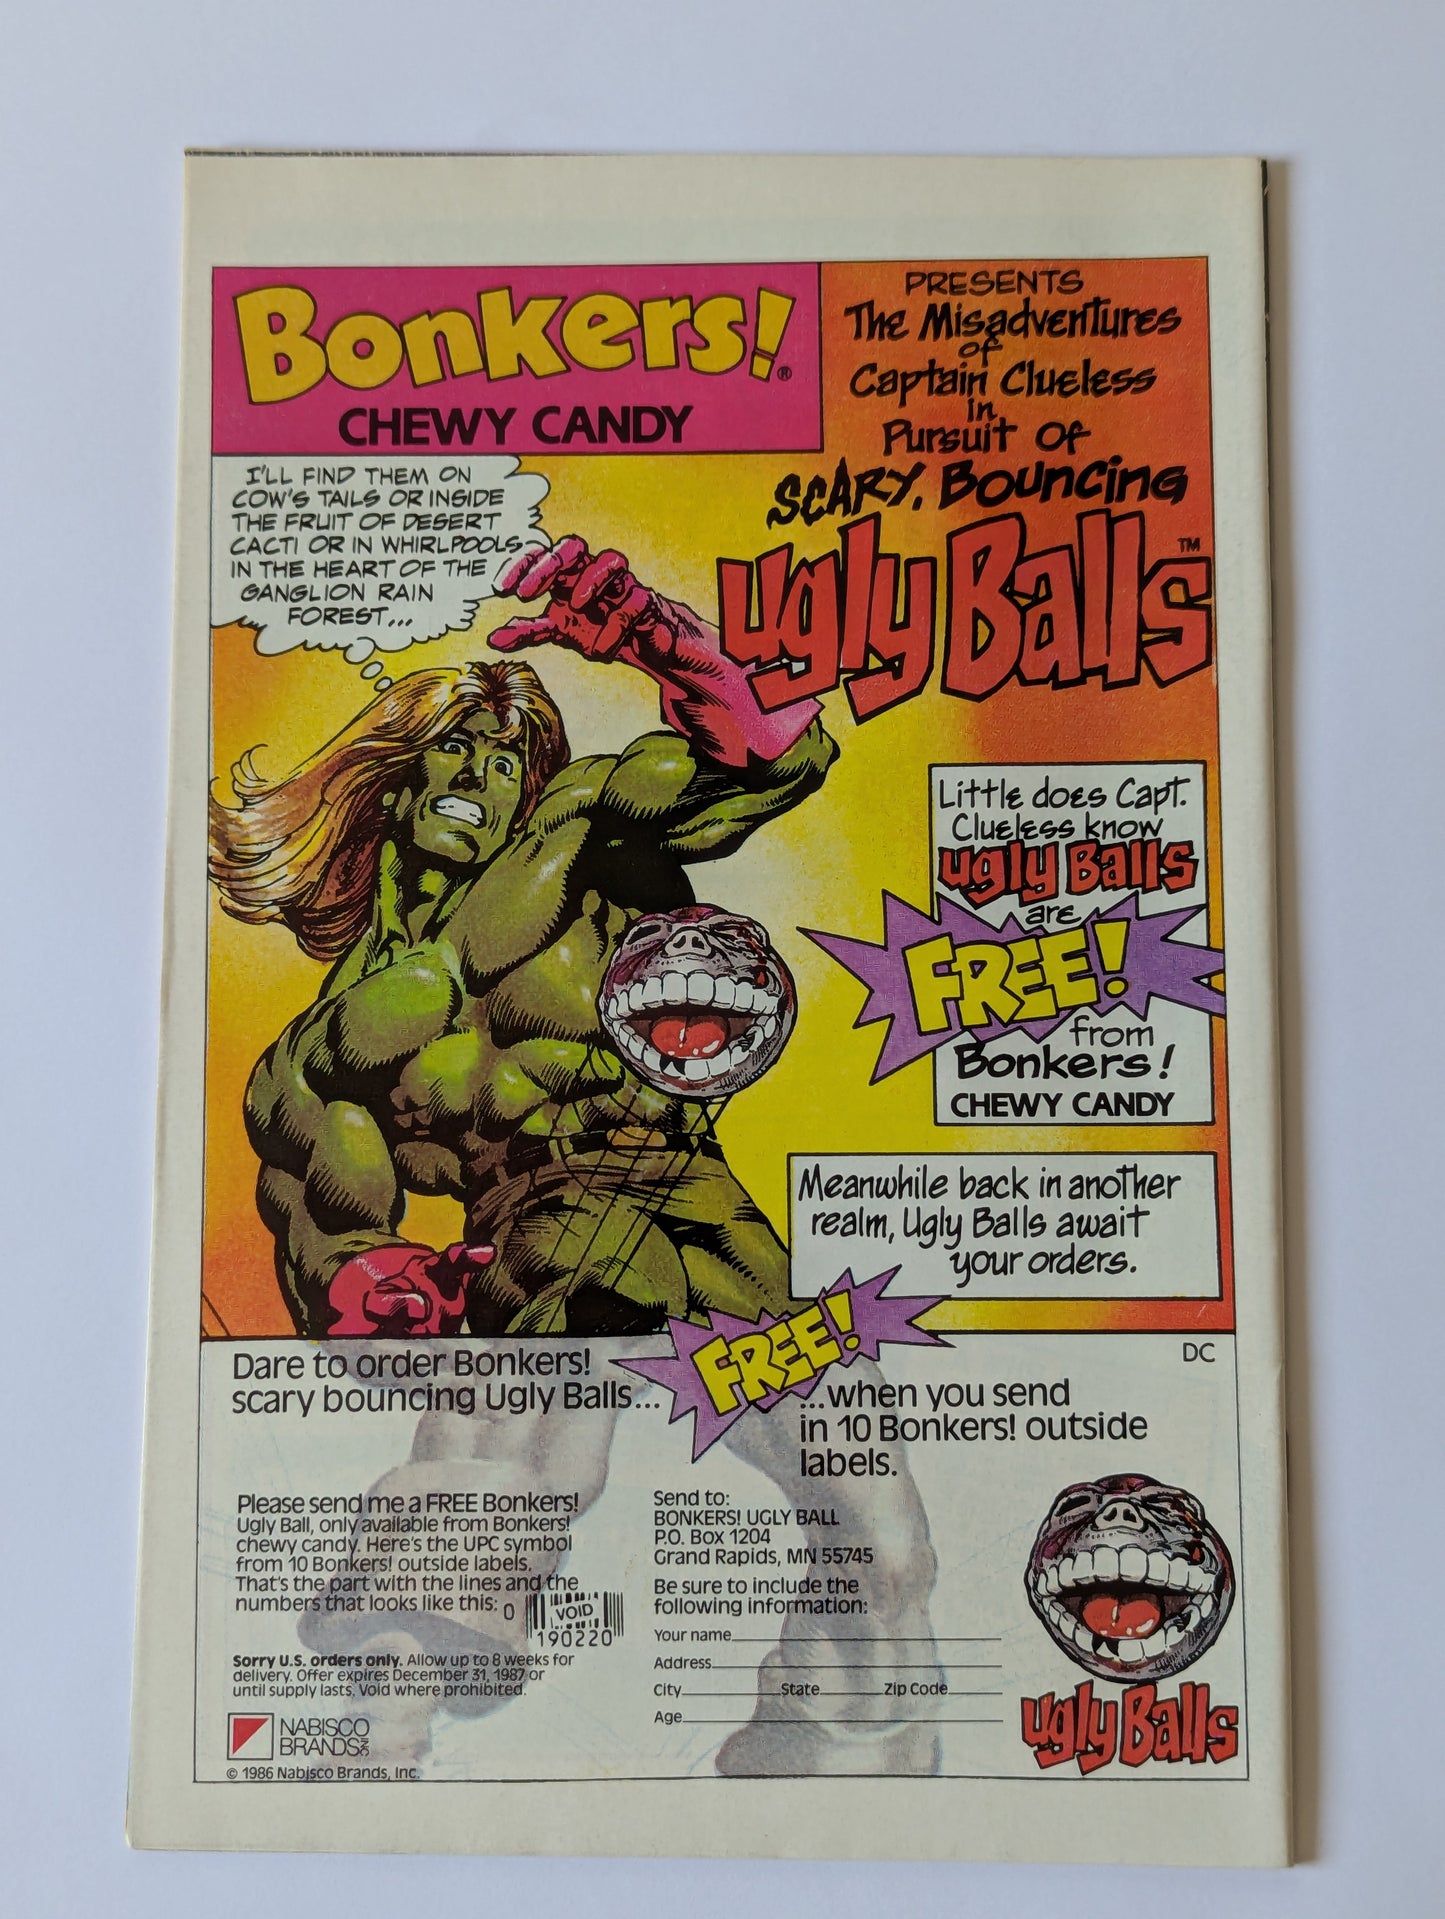 Bonkers!®
CHEWY CANDY
PRESENTS
The Misadventures
of
Captain Clueless
in
Pursuit of
SCARY, Bouncing
ugly Balls™
I'LL FIND THEM ON
COW'S TAILS OR INSIDE
THE FRUIT OF DESERT
CACTI OR IN WHIRLPOOLS
IN THE HEART OF THE
GANGLION RAIN
FOREST...
Little does Capt.
Clueless know
ugly Balls
are
FREE!
from
Bonkers!
CHEWY CANDY
Meanwhile back in another
realm, Ugly Balls await
your orders.
DC
Dare to order Bonkers!
scary bouncing Ugly Balls...
FREE!
...when you send
in 10 Bonkers! outside
labels.
Please send me a FREE Bonkers!
Ugly Ball, only available from Bonkers!
chewy candy. Here's the UPC symbol
from 10 Bonkers! outside labels.
That's the part with the lines and the
numbers that looks like this: 0
VOID
190220
Sorry U.S. orders only. Allow up to 8 weeks for
delivery. Offer expires December 31, 1987 or
until supply lasts. Void where prohibited.
NABISCO
BRANDS INC
© 1986 Nabisco Brands, Inc.
Send to:
BONKERS! UGLY BALL
P.O. Box 1204
Grand Rapids, MN 55745
Be sure to include the
following information:
Your name
Address
City State Zip Code
Age
ugly Balls